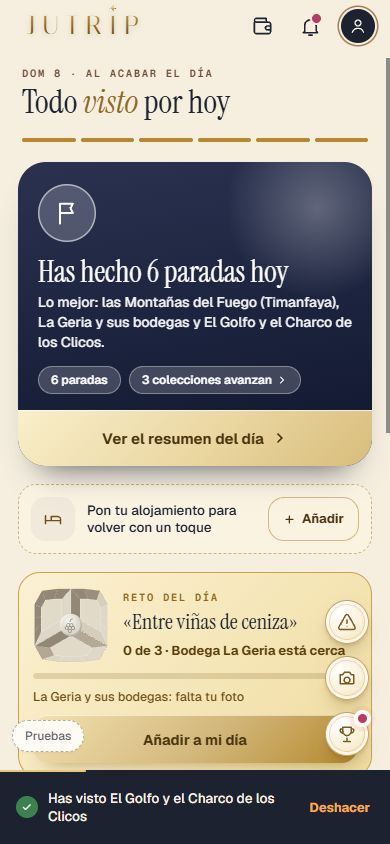 JUTRIP
DOM 8 · AL ACABAR EL DÍA
Todo visto por hoy
Has hecho 6 paradas hoy
Lo mejor: las Montañas del Fuego (Timanfaya),
La Geria y sus bodegas y El Golfo y el Charco de
los Clicos.
6 paradas
3 colecciones avanzan
Ver el resumen del día
Pon tu alojamiento para
volver con un toque
+ Añadir
RETO DEL DÍA
«Entre viñas de ceniza»
0 de 3 · Bodega La Geria está cerca
La Geria y sus bodegas: falta tu foto
Pruebas
Añadir a mi día
Has visto El Golfo y el Charco de los
Clicos
Deshacer